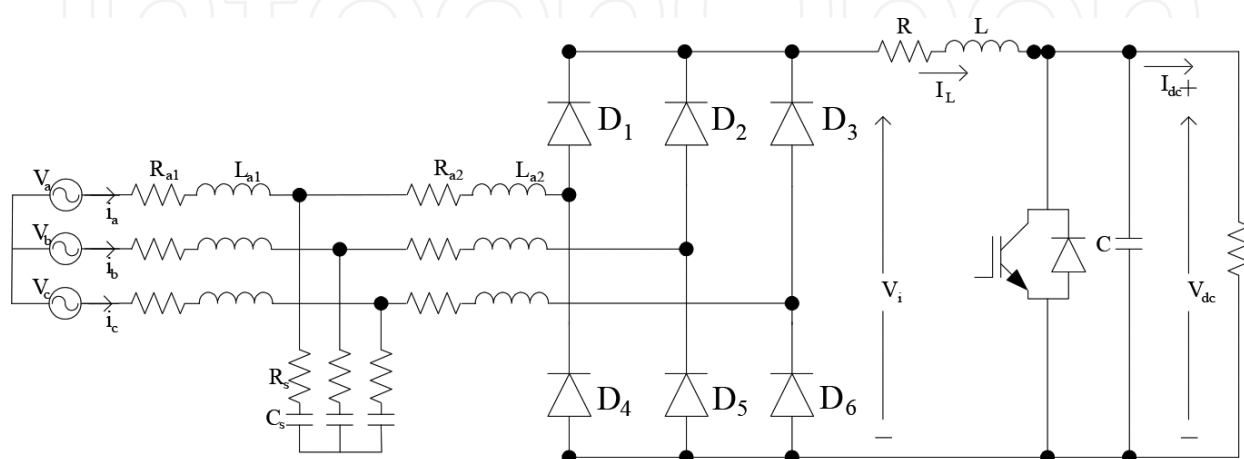 R
L
I_L
I_dc+
D_1
D_2
D_3
V_a
R_a1
L_a1
R_a2
L_a2
i_a
V_b
i_b
V_c
i_c
C
V_i
V_dc
R_s
C_s
D_4
D_5
D_6
−
−